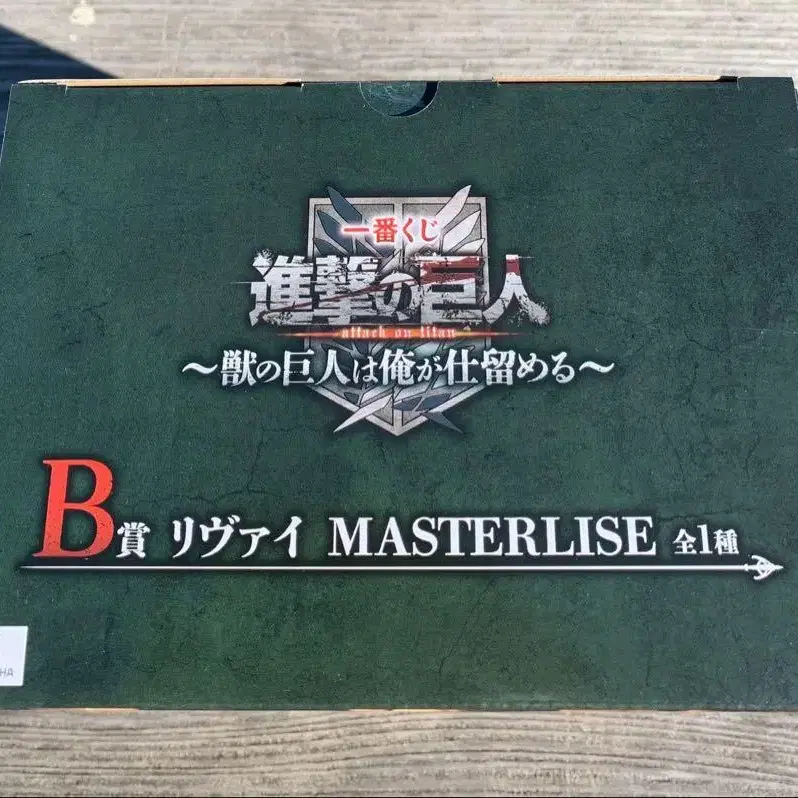 一番くじ
進撃の巨人
attack on titan
～獣の巨人は俺が仕留める～
B賞 リヴァイ MASTERLISE 全1種
HA